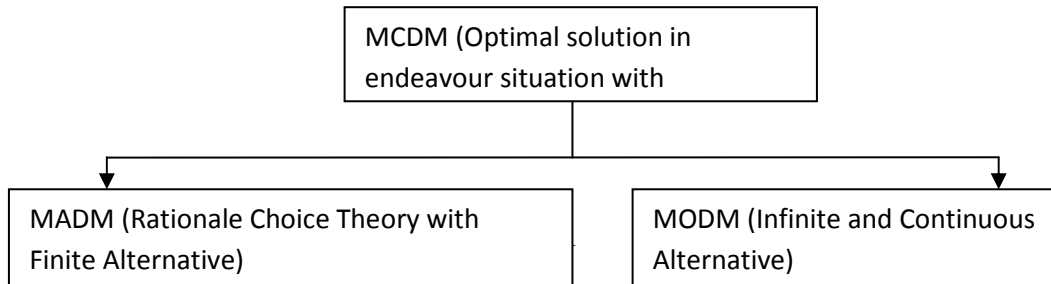 MCDM (Optimal solution in
endeavour situation with
MADM (Rationale Choice Theory with
Finite Alternative)
MODM (Infinite and Continuous
Alternative)